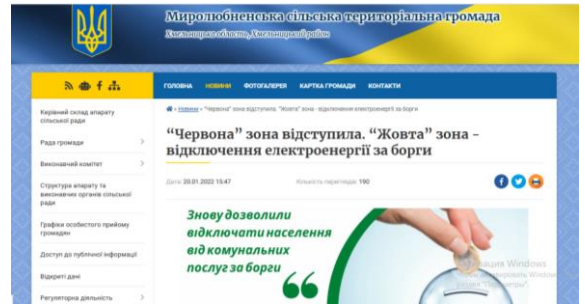 Миролюбненська сільська територіальна громада
Хмельницька область, Хмельницький район
ГОЛОВНА НОВИНИ ФОТОГАЛЕРЕЯ КАРТКА ГРОМАДИ КОНТАКТИ
Керівний склад апарату
сільської ради
Рада громади
Виконавчий комітет
Структура апарату та
виконавчих органів сільської
ради
Графіки особистого прийому
громадян
Доступ до публічної інформації
Відкриті дані
Регуляторна діяльність
» Новини » "Червона" зона відступила. "Жовта" зона - відключення електроенергії за борги
“Червона” зона відступила. “Жовта” зона –
відключення електроенергії за борги
Дата: 20.01.2022 15:47 Кількість переглядів: 190
Знову дозволили
відключати населення
від комунальних
послуг за борги
Windows
Windows
"Параметры".